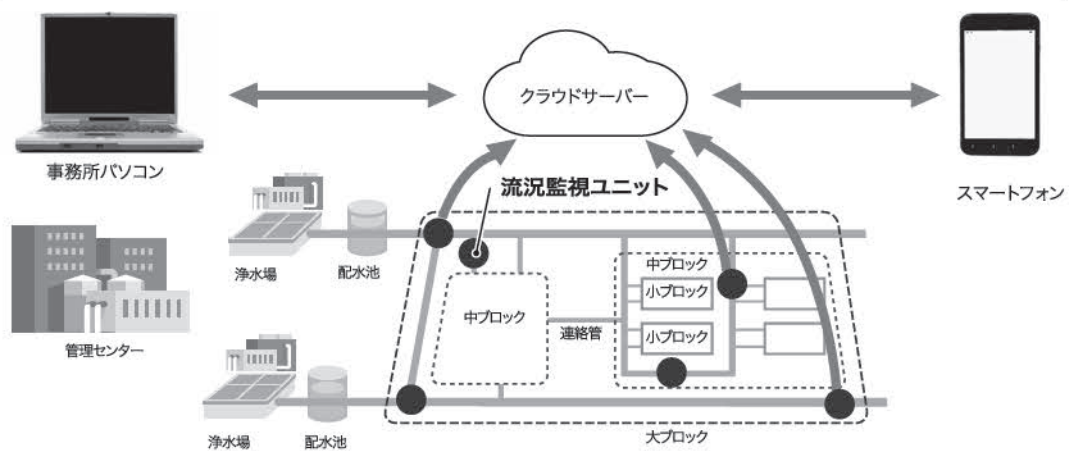 クラウドサーバー
事務所パソコン
スマートフォン
流況監視ユニット
浄水場
配水池
管理センター
中ブロック
連絡管
中ブロック
小ブロック
小ブロック
浄水場
配水池
大ブロック